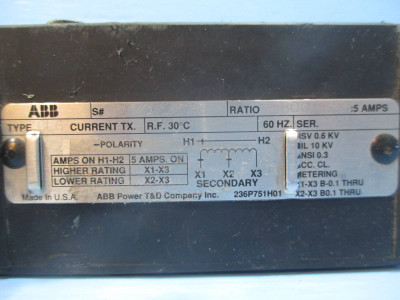 ABB S# RATIO :5 AMPS
TYPE CURRENT TX. R.F. 30°C 60 HZ. SER.
–POLARITY H1 H2 NSV 0.6 KV
BIL 10 KV
AMPS ON H1-H2 5 AMPS. ON ANSI 0.3
HIGHER RATING X1-X3 X1 X2 X3 ACC. CL.
LOWER RATING X2-X3 SECONDARY METERING
X1-X3 B-0.1 THRU
Made in U.S.A. ABB Power T&D Company Inc. 236P751H01 X2-X3 B0.1 THRU